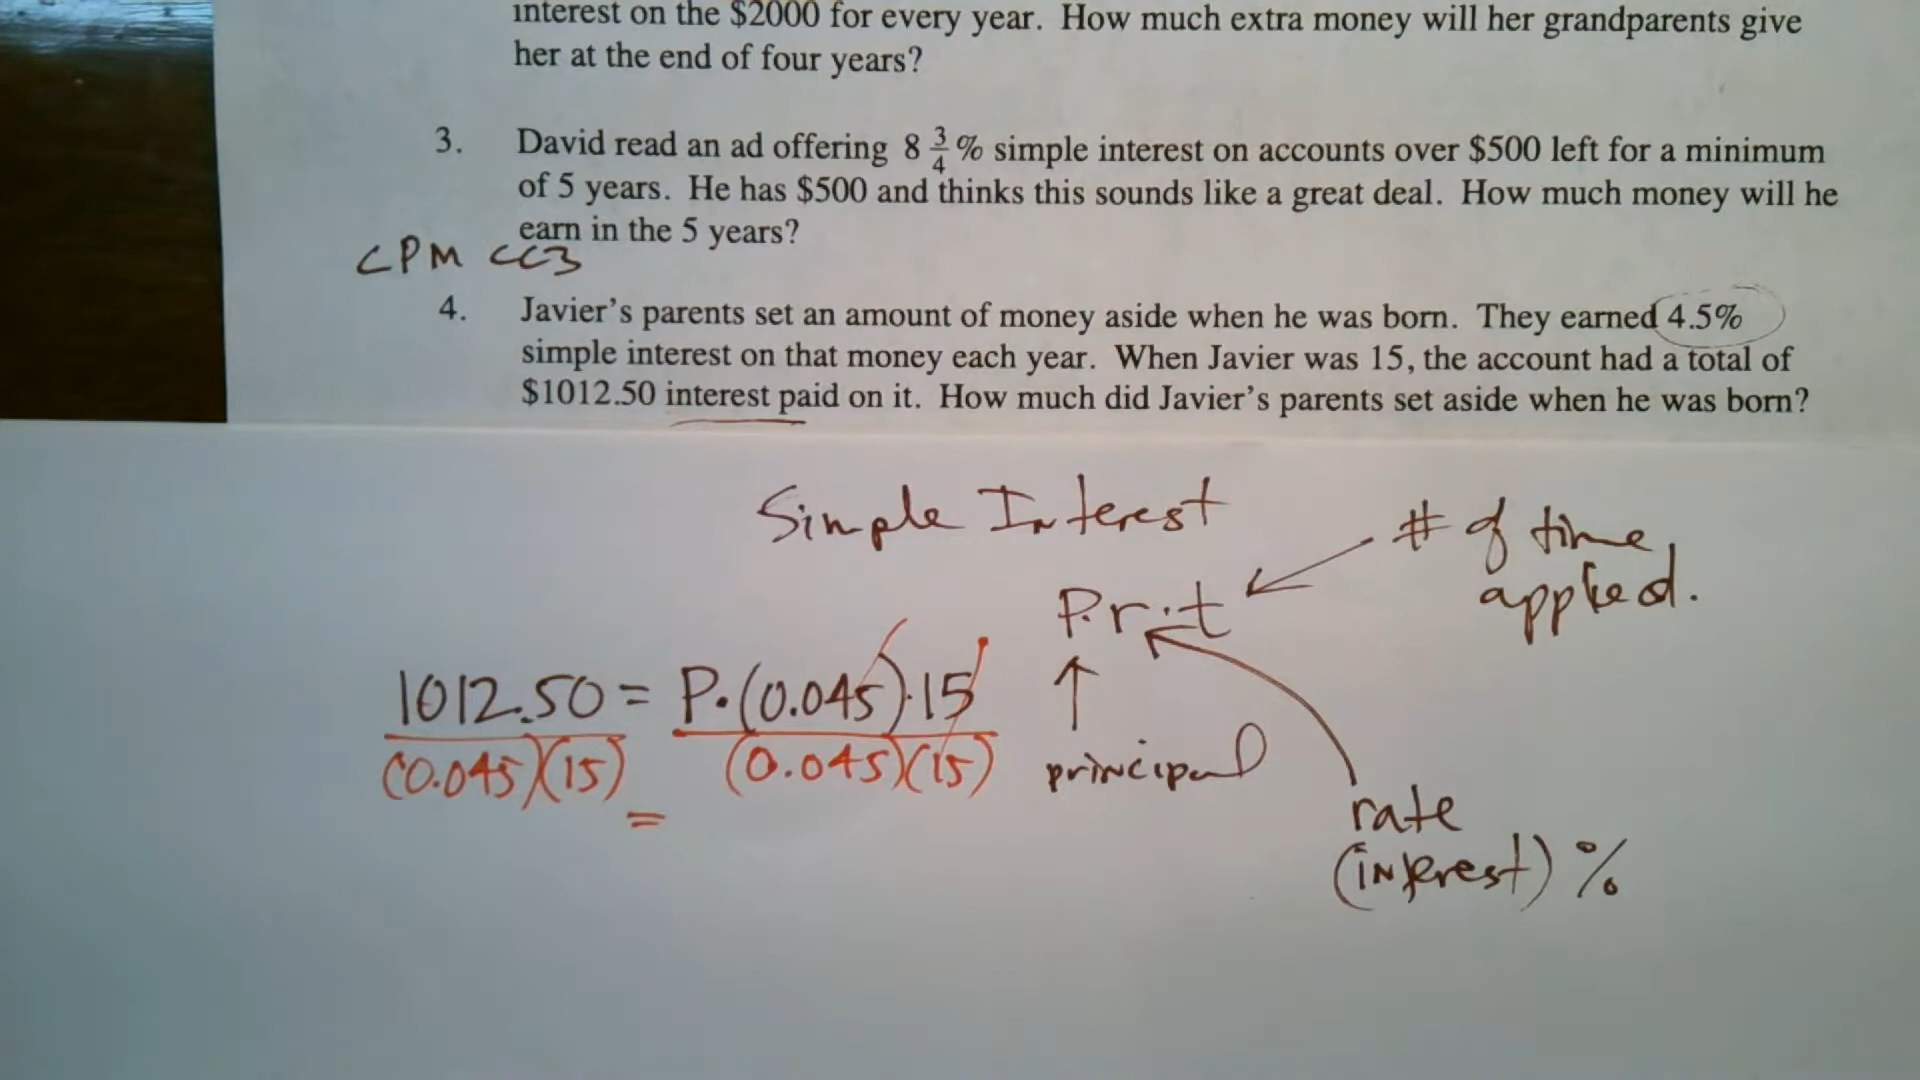 interest on the $2000 for every year. How much extra money will her grandparents give
her at the end of four years?
3. David read an ad offering 8 3/4 % simple interest on accounts over $500 left for a minimum
of 5 years. He has $500 and thinks this sounds like a great deal. How much money will he
earn in the 5 years?
CPM CC3
4. Javier's parents set an amount of money aside when he was born. They earned 4.5%
simple interest on that money each year. When Javier was 15, the account had a total of
$1012.50 interest paid on it. How much did Javier's parents set aside when he was born?
Simple Interest
# of time
applied.
P·r·t
1012.50 = P·(0.045)·15
(0.045)(15) = (0.045)(15)
principal
rate
(interest) %